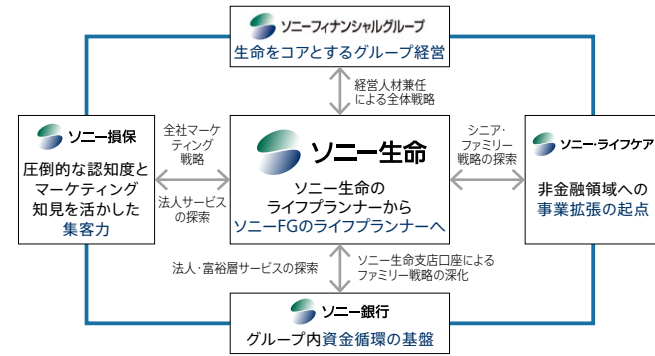 ソニーフィナンシャルグループ
生命をコアとするグループ経営
経営人材兼任
による全体戦略
ソニー損保
圧倒的な認知度と
マーケティング
知見を活かした
集客力
全社マーケ
ティング
戦略
法人サービス
の探索
ソニー生命
ソニー生命の
ライフプランナーから
ソニーFGのライフプランナーへ
シニア・
ファミリー
戦略の探索
ソニー・ライフケア
非金融領域への
事業拡張の起点
法人・富裕層サービスの探索
ソニー生命支店口座による
ファミリー戦略の深化
ソニー銀行
グループ内資金循環の基盤